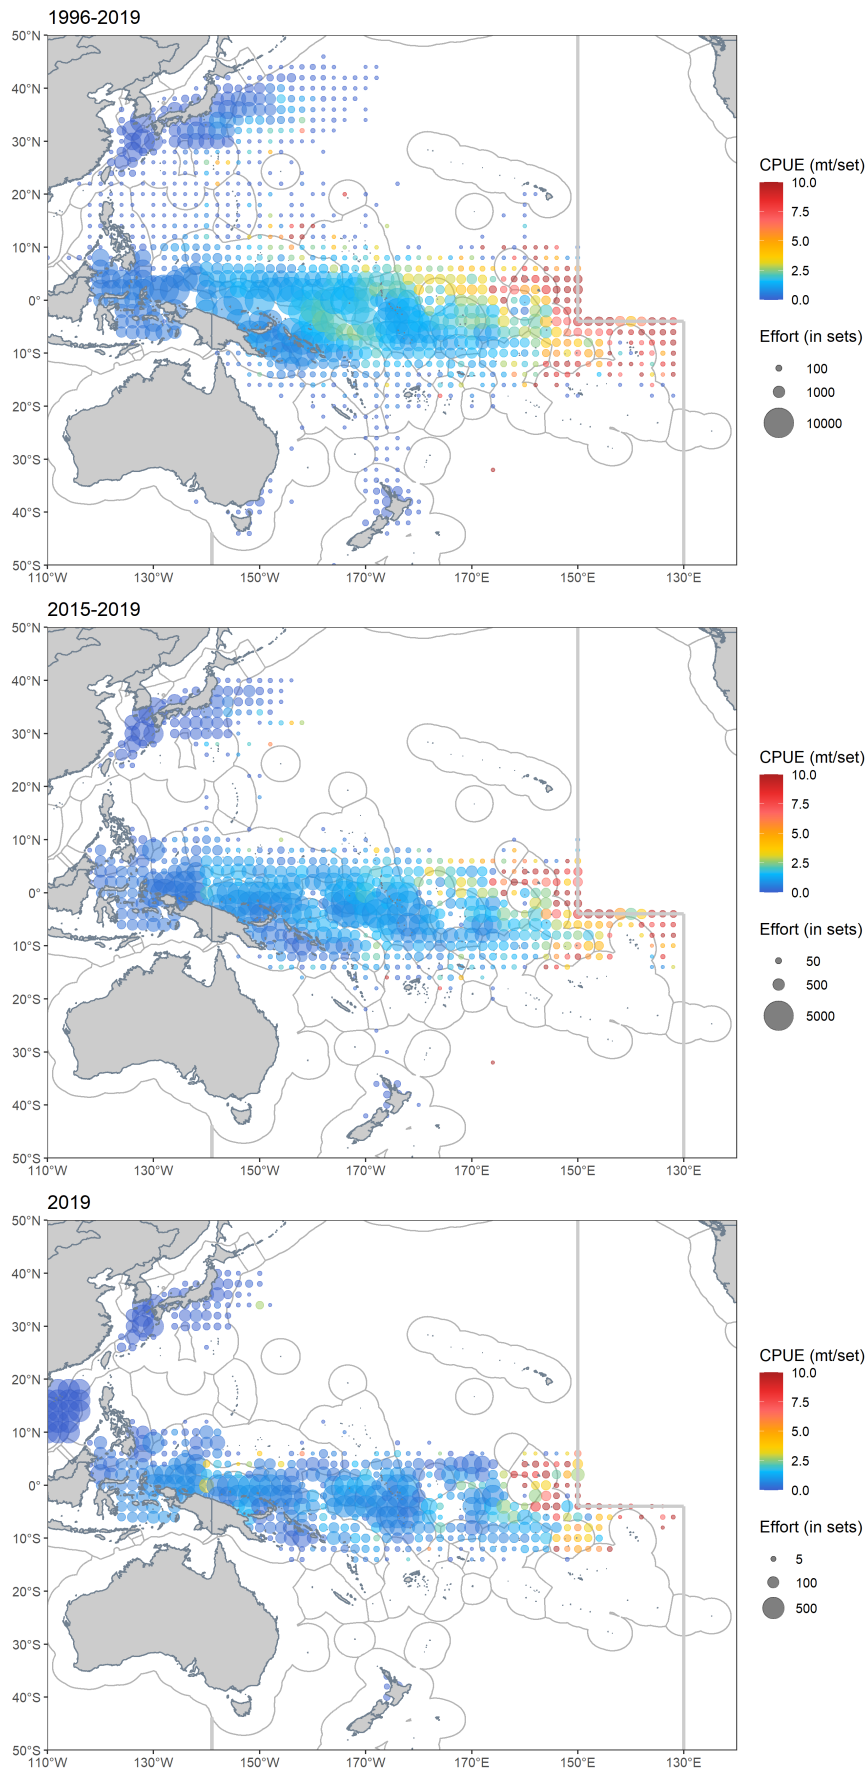 1996-2019
50°N
40°N
30°N
20°N
10°N
0°
10°S
20°S
30°S
40°S
50°S
110°W 130°W 150°W 170°W 170°E 150°E 130°E
CPUE (mt/set)
10.0
7.5
5.0
2.5
0.0
Effort (in sets)
100
1000
10000
2015-2019
50°N
40°N
30°N
20°N
10°N
0°
10°S
20°S
30°S
40°S
50°S
110°W 130°W 150°W 170°W 170°E 150°E 130°E
CPUE (mt/set)
10.0
7.5
5.0
2.5
0.0
Effort (in sets)
50
500
5000
2019
50°N
40°N
30°N
20°N
10°N
0°
10°S
20°S
30°S
40°S
50°S
110°W 130°W 150°W 170°W 170°E 150°E 130°E
CPUE (mt/set)
10.0
7.5
5.0
2.5
0.0
Effort (in sets)
5
100
500